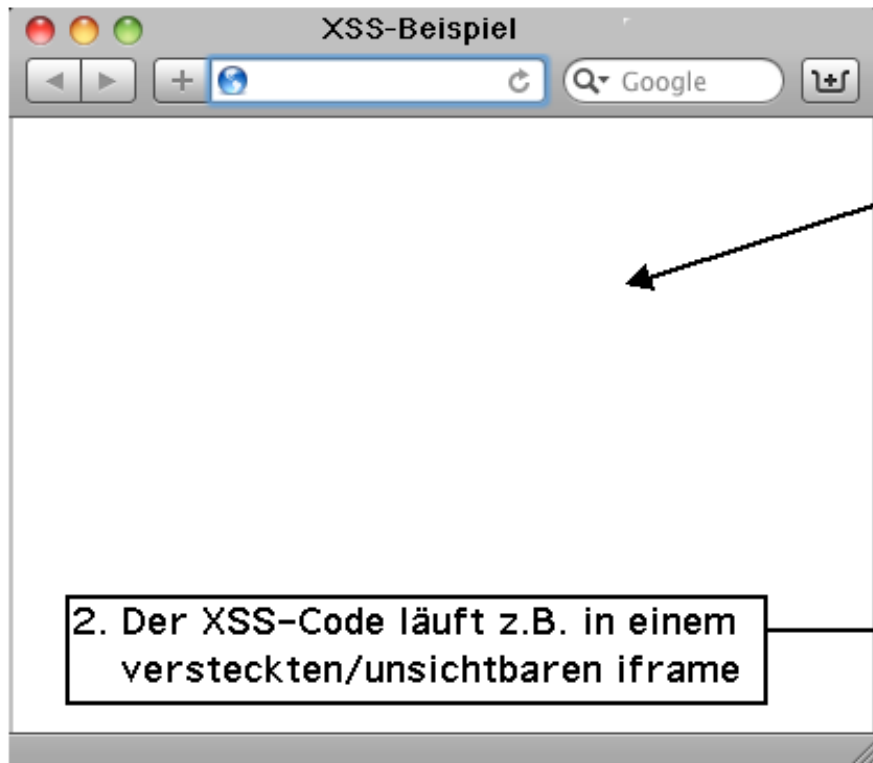 XSS-Beispiel
Google
2. Der XSS-Code läuft z.B. in einem
versteckten/unsichtbaren iframe